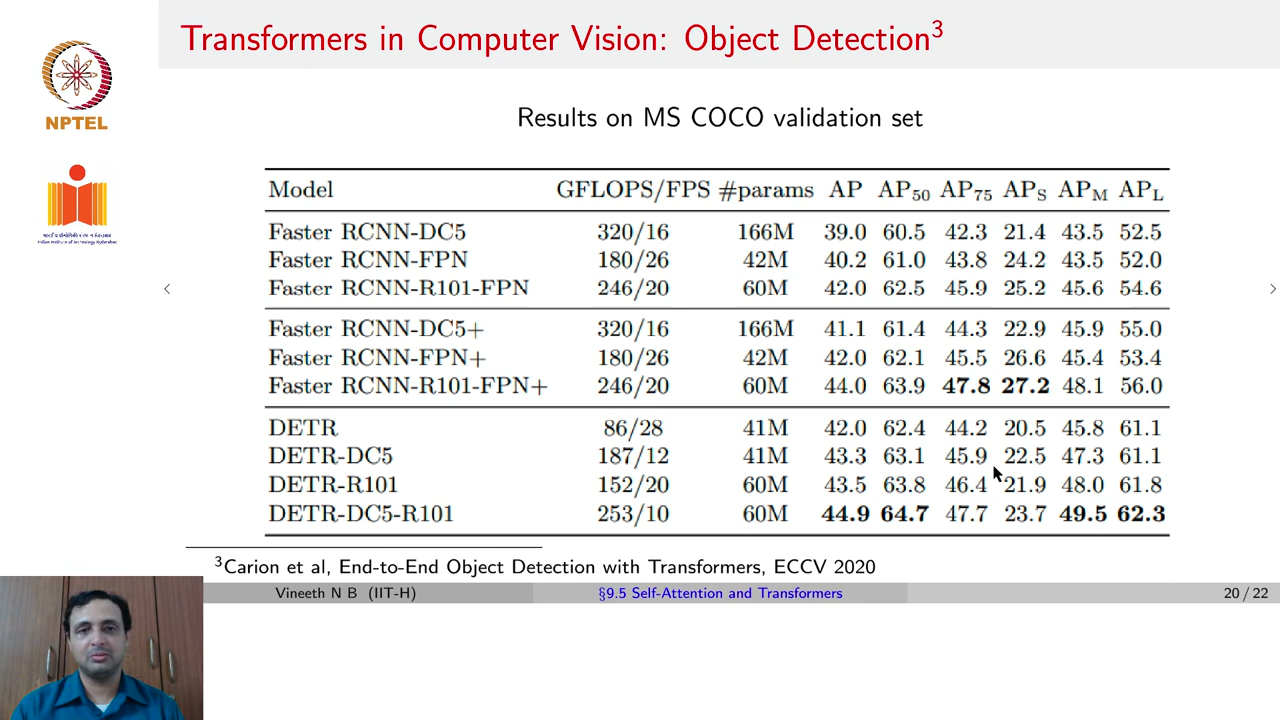 Transformers in Computer Vision: Object Detection3
NPTEL
Results on MS COCO validation set
Model GFLOPS/FPS #params AP AP50 AP75 APS APM APL
Faster RCNN-DC5 320/16 166M 39.0 60.5 42.3 21.4 43.5 52.5
Faster RCNN-FPN 180/26 42M 40.2 61.0 43.8 24.2 43.5 52.0
Faster RCNN-R101-FPN 246/20 60M 42.0 62.5 45.9 25.2 45.6 54.6
Faster RCNN-DC5+ 320/16 166M 41.1 61.4 44.3 22.9 45.9 55.0
Faster RCNN-FPN+ 180/26 42M 42.0 62.1 45.5 26.6 45.4 53.4
Faster RCNN-R101-FPN+ 246/20 60M 44.0 63.9 47.8 27.2 48.1 56.0
DETR 86/28 41M 42.0 62.4 44.2 20.5 45.8 61.1
DETR-DC5 187/12 41M 43.3 63.1 45.9 22.5 47.3 61.1
DETR-R101 152/20 60M 43.5 63.8 46.4 21.9 48.0 61.8
DETR-DC5-R101 253/10 60M 44.9 64.7 47.7 23.7 49.5 62.3
3Carion et al, End-to-End Object Detection with Transformers, ECCV 2020
Vineeth N B (IIT-H) §9.5 Self-Attention and Transformers 20 / 22